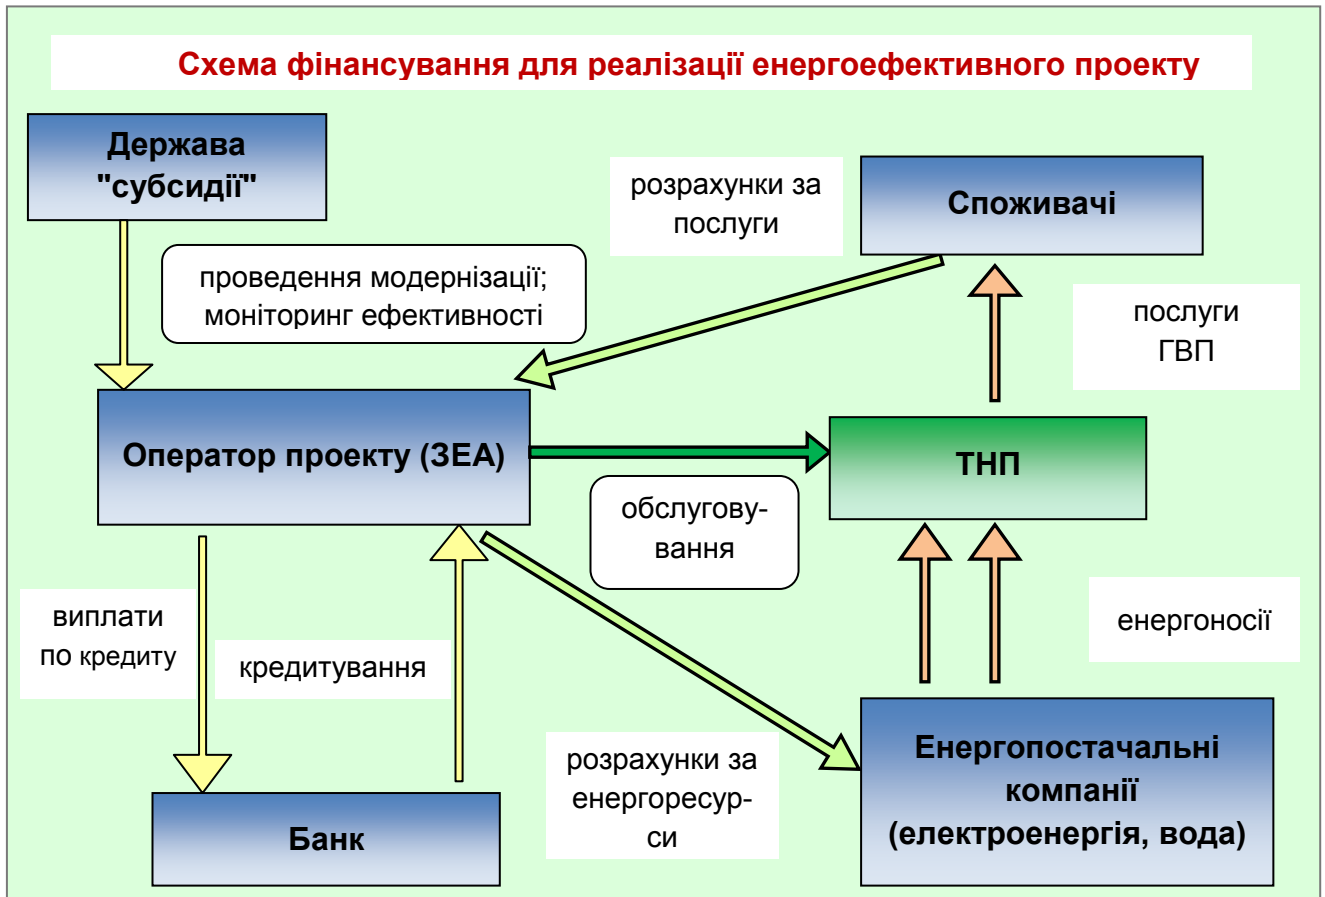 Схема фінансування для реалізації енергоефективного проекту
Держава
"субсидії"
розрахунки за
послуги
Споживачі
проведення модернізації;
моніторинг ефективності
послуги
ГВП
Оператор проекту (ЗЕА)
ТНП
обслугову-
вання
виплати
по кредиту
кредитування
енергоносії
розрахунки за
енергоресур-
си
Енергопостачальні
компанії
(електроенергія, вода)
Банк